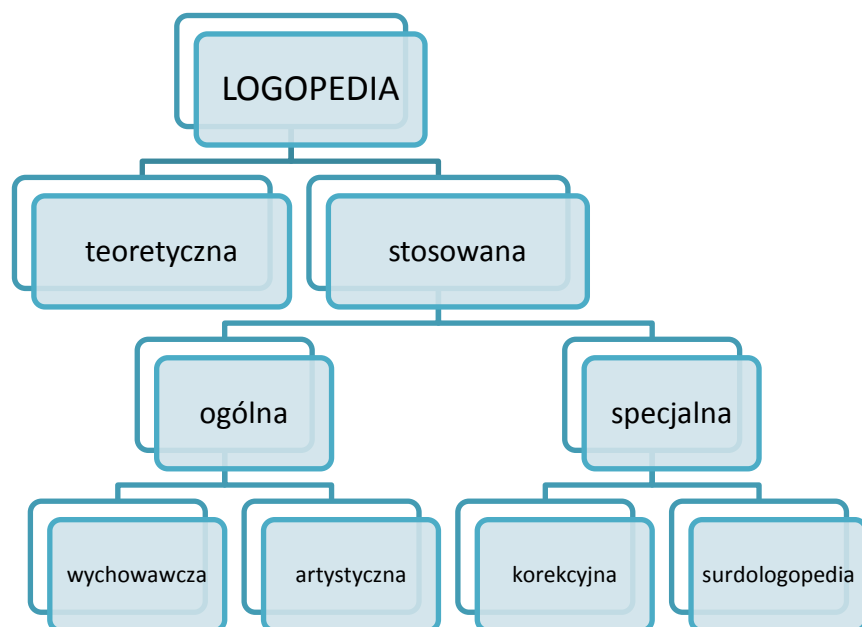 LOGOPEDIA
teoretyczna
stosowana
ogólna
specjalna
wychowawcza
artystyczna
korekcyjna
surdologopedia